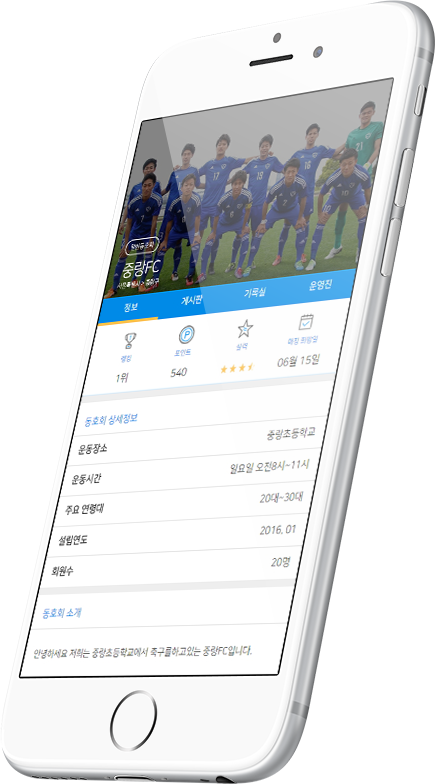 중랑FC
서울특별시 > 중랑구
정보 게시판 기록실 운영진
랭킹 포인트 실력 매칭 희망일
1위 540 06월 15일
동호회 상세정보
운동장소 중랑초등학교
운동시간 일요일 오전8시~11시
주요 연령대 20대~30대
설립연도 2016. 01
회원수 20명
동호회 소개
안녕하세요 저희는 중랑초등학교에서 축구를하고있는 중랑FC입니다.